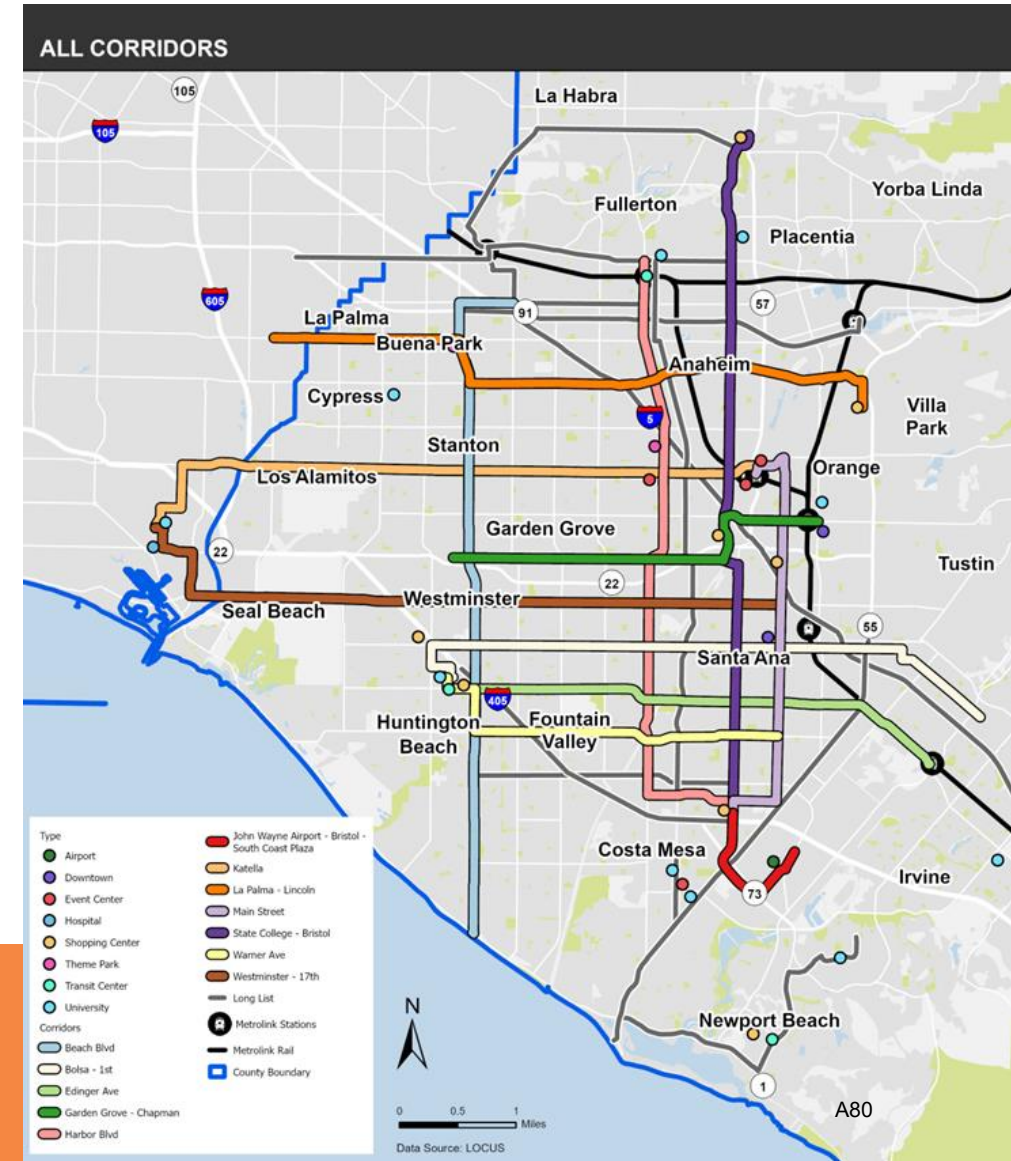 ALL CORRIDORS
105
105
La Habra
Yorba Linda
Fullerton
Placentia
605
57
La Palma
91
Buena Park
Anaheim
Cypress
Villa
Park
5
Stanton
Orange
Los Alamitos
Garden Grove
22
22
Tustin
Westminster
Seal Beach
55
Santa Ana
405
Huntington
Beach
Fountain
Valley
Costa Mesa
Irvine
73
Newport Beach
1
A80
Type
Airport
Downtown
Event Center
Hospital
Shopping Center
Theme Park
Transit Center
University
Corridors
Beach Blvd
Bolsa - 1st
Edinger Ave
Garden Grove - Chapman
Harbor Blvd
John Wayne Airport - Bristol -
South Coast Plaza
Katella
La Palma - Lincoln
Main Street
State College - Bristol
Warner Ave
Westminster - 17th
Long List
Metrolink Stations
Metrolink Rail
County Boundary
N
0 0.5 1
Miles
Data Source: LOCUS